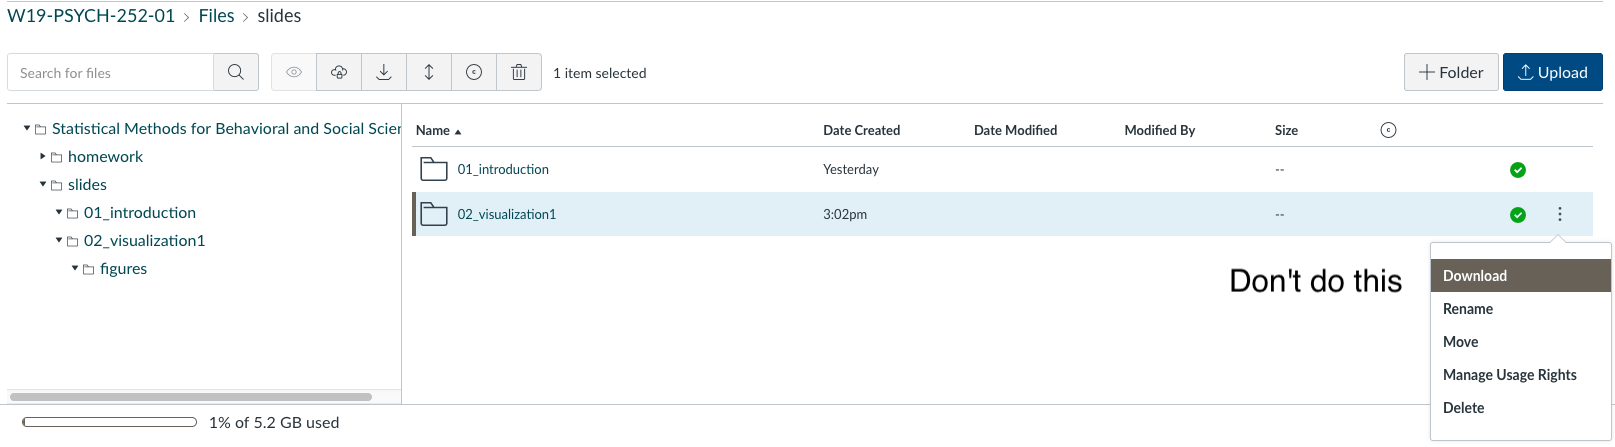 W19-PSYCH-252-01 › Files › slides
Search for files
1 item selected
Folder
Upload
Statistical Methods for Behavioral and Social Scier
homework
slides
01_introduction
02_visualization1
figures
Name Date Created Date Modified Modified By Size
01_introduction Yesterday --
02_visualization1 3:02pm --
Don't do this
Download
Rename
Move
Manage Usage Rights
Delete
1% of 5.2 GB used